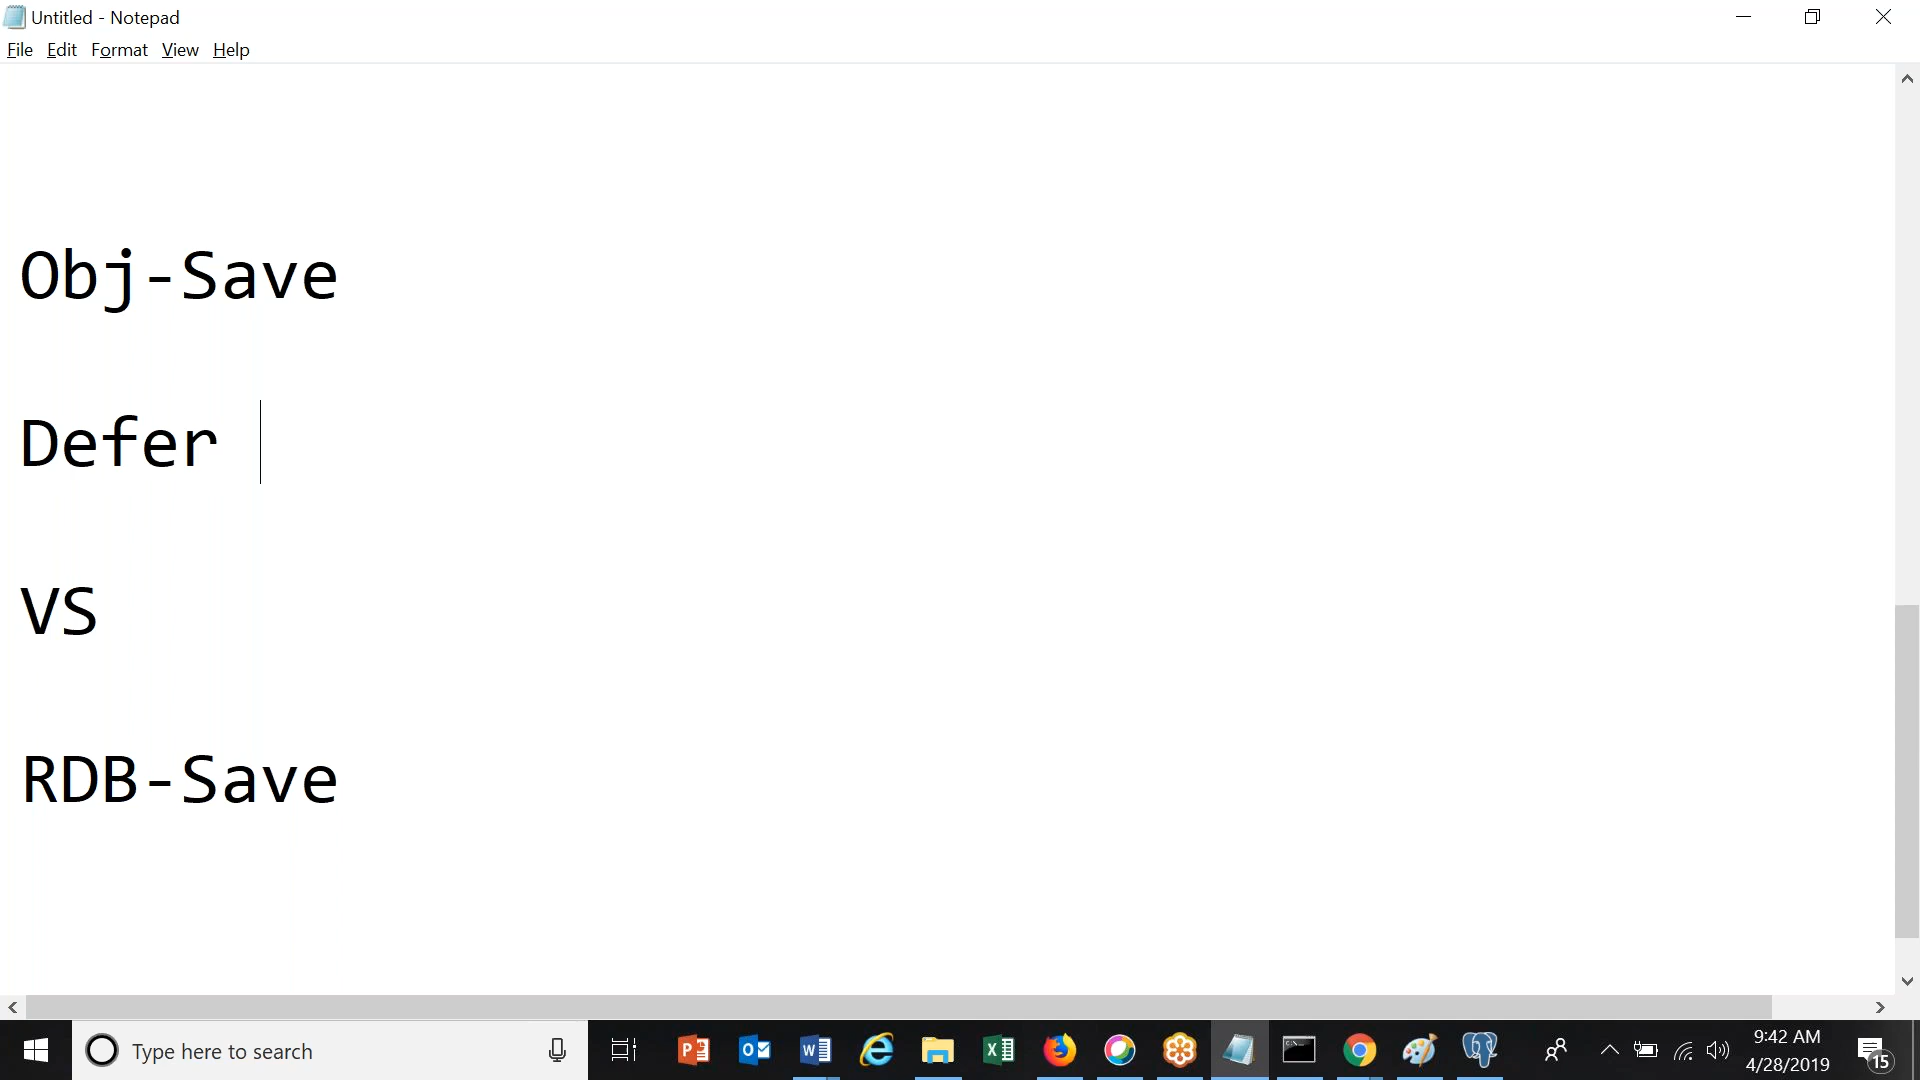 Untitled - Notepad
File Edit Format View Help
Obj-Save
Defer
VS
RDB-Save
Type here to search
9:42 AM
4/28/2019
15